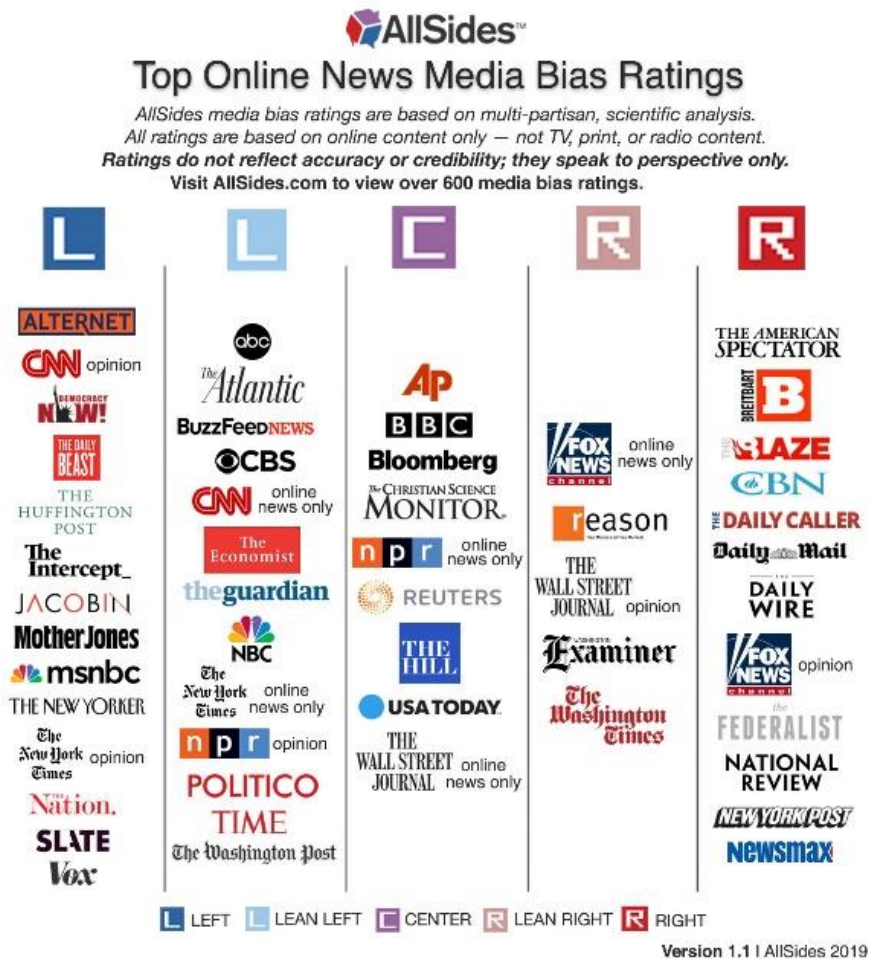 AllSides™
Top Online News Media Bias Ratings
AllSides media bias ratings are based on multi-partisan, scientific analysis.
All ratings are based on online content only — not TV, print, or radio content.
Ratings do not reflect accuracy or credibility; they speak to perspective only.
Visit AllSides.com to view over 600 media bias ratings.
L
L
C
R
R
ALTERNET
CNN opinion
DEMOCRACY
NOW!
THE DAILY
BEAST
THE
HUFFINGTON
POST
The
Intercept_
JACOBIN
Mother Jones
msnbc
THE NEW YORKER
The
New York opinion
Times
The Nation.
SLATE
Vox
abc
The
Atlantic
BuzzFeed NEWS
CBS
CNN online
news only
The
Economist
theguardian
NBC
The
New York online
Times news only
npr opinion
POLITICO
TIME
The Washington Post
AP
BBC
Bloomberg
The CHRISTIAN SCIENCE
MONITOR
npr online
news only
REUTERS
THE
HILL
USA TODAY
THE
WALL STREET online
JOURNAL news only
FOX online
NEWS news only
channel
reason
THE
WALL STREET
JOURNAL opinion
WASHINGTON
Examiner
The
Washington
Times
THE AMERICAN
SPECTATOR
BREITBART B
THE BLAZE
CBN
THE DAILY CALLER
Daily Mail
THE
DAILY
WIRE
FOX
NEWS opinion
channel
the
FEDERALIST
NATIONAL
REVIEW
NEW YORK POST
Newsmax
L LEFT L LEAN LEFT C CENTER R LEAN RIGHT R RIGHT
Version 1.1 | AllSides 2019